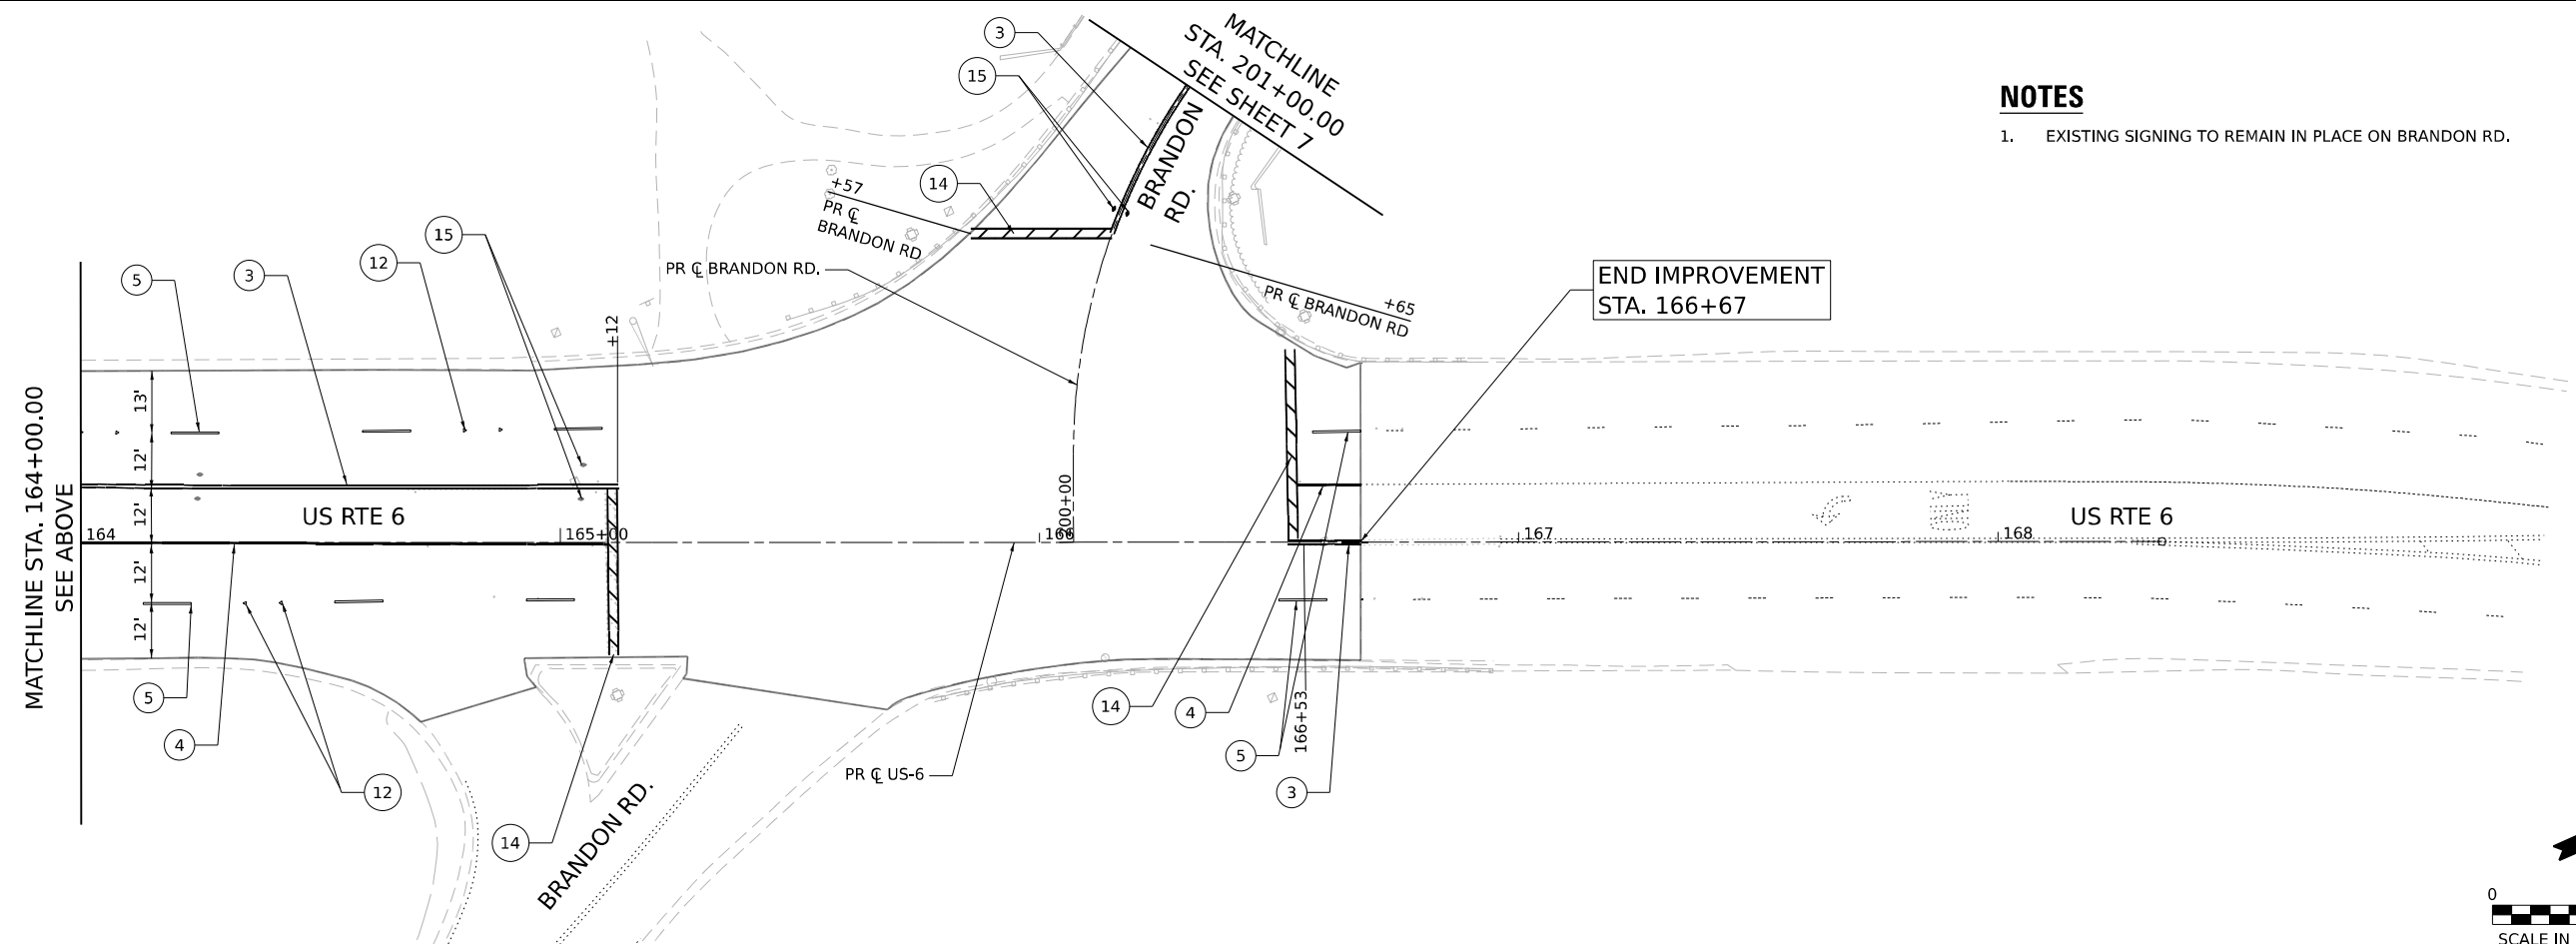 3
15
MATCHLINE
STA. 201+00.00
SEE SHEET 7
BRANDON
RD.
NOTES
1. EXISTING SIGNING TO REMAIN IN PLACE ON BRANDON RD.
14
+57
PR ℄
BRANDON RD
15
12
3
5
PR ℄ BRANDON RD.
+65
PR ℄ BRANDON RD
END IMPROVEMENT
STA. 166+67
+12
MATCHLINE STA. 164+00.00
SEE ABOVE
13'
12'
12'
12'
12'
US RTE 6
164
165+00
166
200+00
167
168
US RTE 6
5
4
12
14
BRANDON RD.
PR ℄ US-6
14
4
5
3
166+53
0
SCALE IN